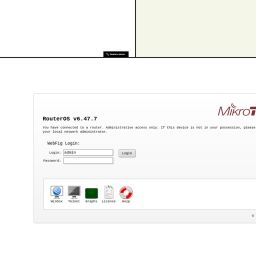 MikroT
RouterOS v6.47.7
You have connected to a router. Administrative access only. If this device is not in your possession, please
your local network administrator.
WebFig Login:
Login: admin Login
Password:
Winbox Telnet Graphs License Help